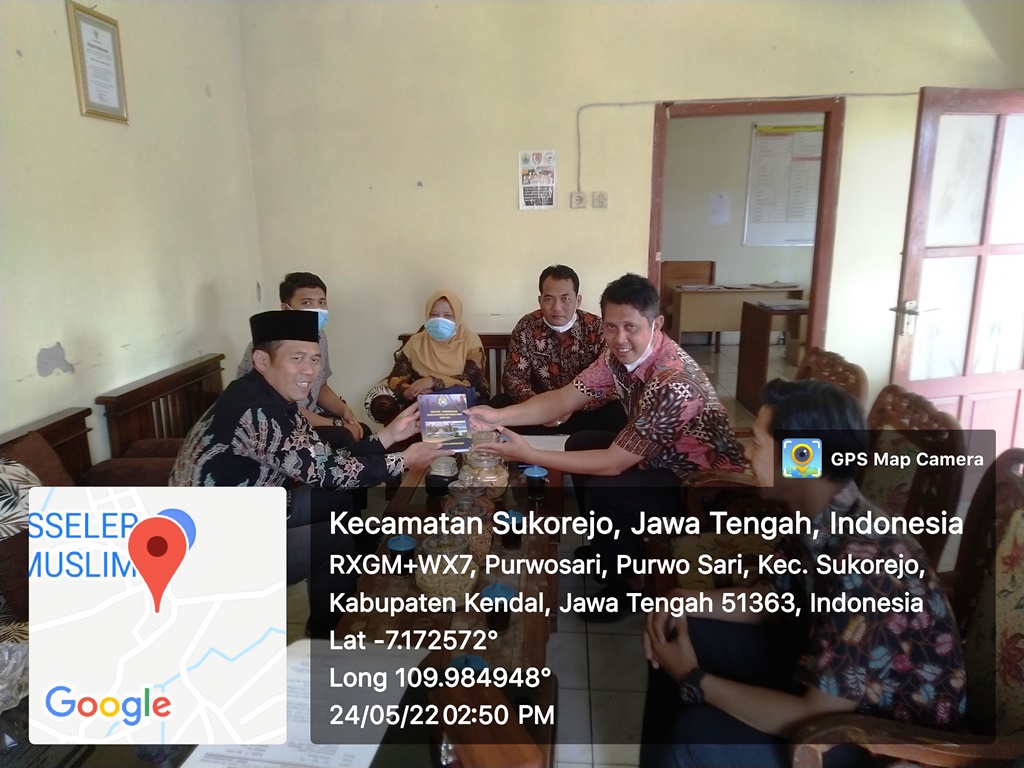 GPS Map Camera
Kecamatan Sukorejo, Jawa Tengah, Indonesia
RXGM+WX7, Purwosari, Purwo Sari, Kec. Sukorejo,
Kabupaten Kendal, Jawa Tengah 51363, Indonesia
Lat -7.172572°
Long 109.984948°
24/05/22 02:50 PM
SSELER
MUSLIM
Google